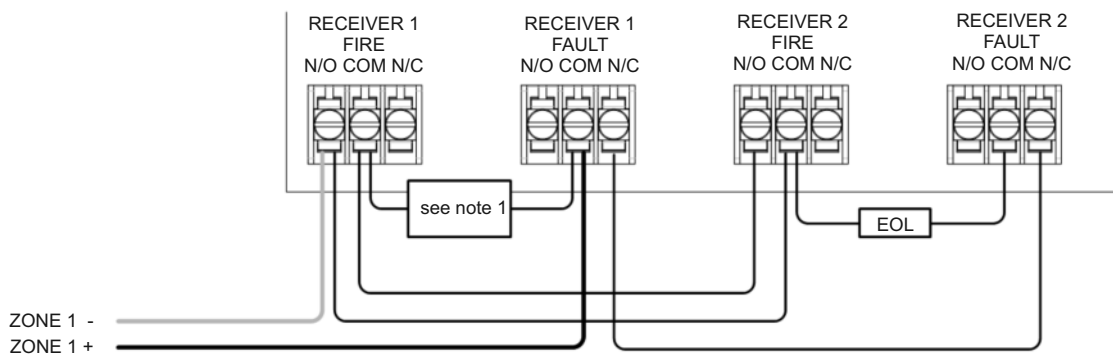 RECEIVER 1
FIRE
N/O COM N/C
RECEIVER 1
FAULT
N/O COM N/C
RECEIVER 2
FIRE
N/O COM N/C
RECEIVER 2
FAULT
N/O COM N/C
see note 1
EOL
ZONE 1 -
ZONE 1 +